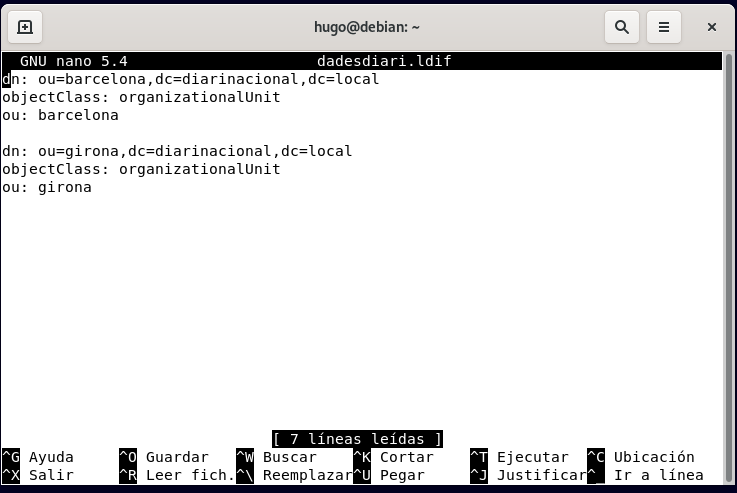 hugo@debian: ~
GNU nano 5.4 dadesdiari.ldif
dn: ou=barcelona,dc=diarinacional,dc=local
objectClass: organizationalUnit
ou: barcelona
dn: ou=girona,dc=diarinacional,dc=local
objectClass: organizationalUnit
ou: girona
[ 7 líneas leídas ]
^G Ayuda ^O Guardar ^W Buscar ^K Cortar ^T Ejecutar ^C Ubicación
^X Salir ^R Leer fich. ^\ Reemplazar ^U Pegar ^J Justificar ^_ Ir a línea